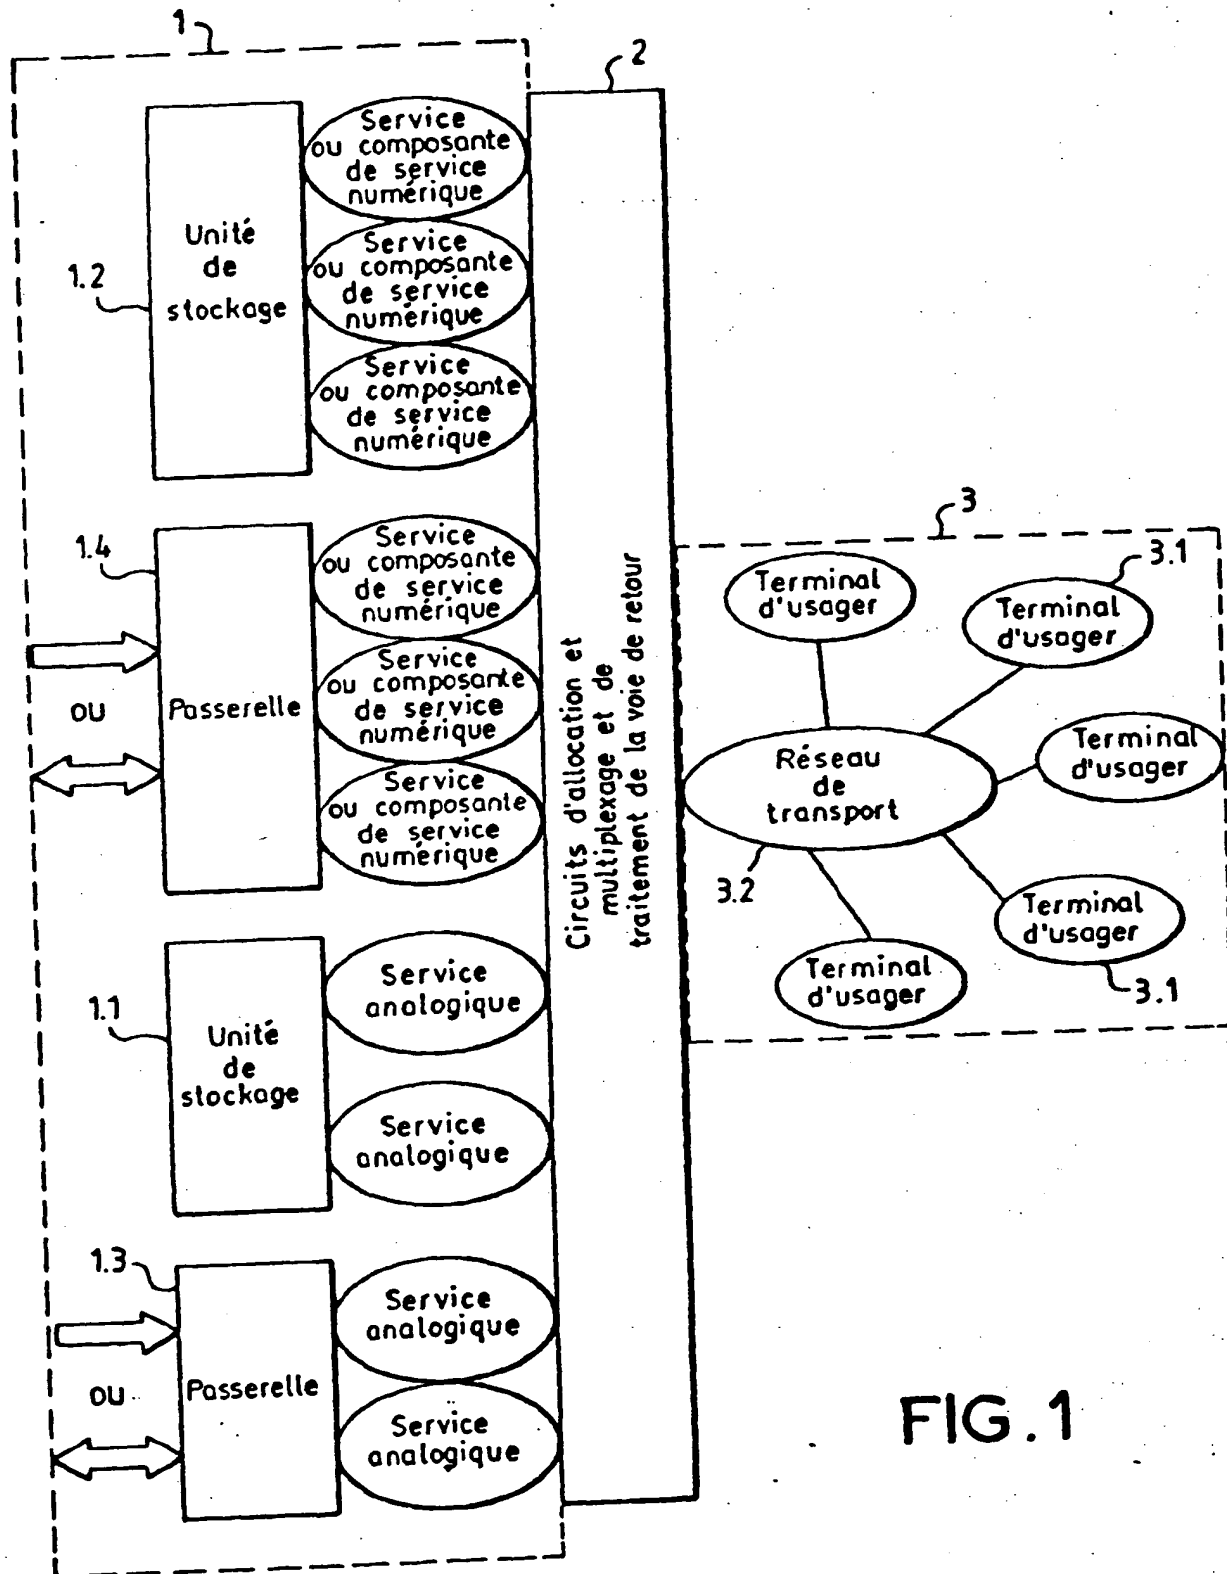 1
2
Service
ou composante
de service
numérique
Service
ou composante
de service
numérique
Service
ou composante
de service
numérique
Unité
de
stockage
1.2
1.4
Service
ou composante
de service
numérique
Service
ou composante
de service
numérique
Service
ou composante
de service
numérique
Passerelle
ou
1.1
Unité
de
stockage
Service
analogique
Service
analogique
1.3
Service
analogique
Service
analogique
Passerelle
ou
Circuits d'allocation et
multiplexage et de
traitement de la voie de retour
3
Terminal
d'usager
3.1
Terminal
d'usager
Terminal
d'usager
Réseau
de
transport
3.2
Terminal
d'usager
3.1
Terminal
d'usager
FIG.1